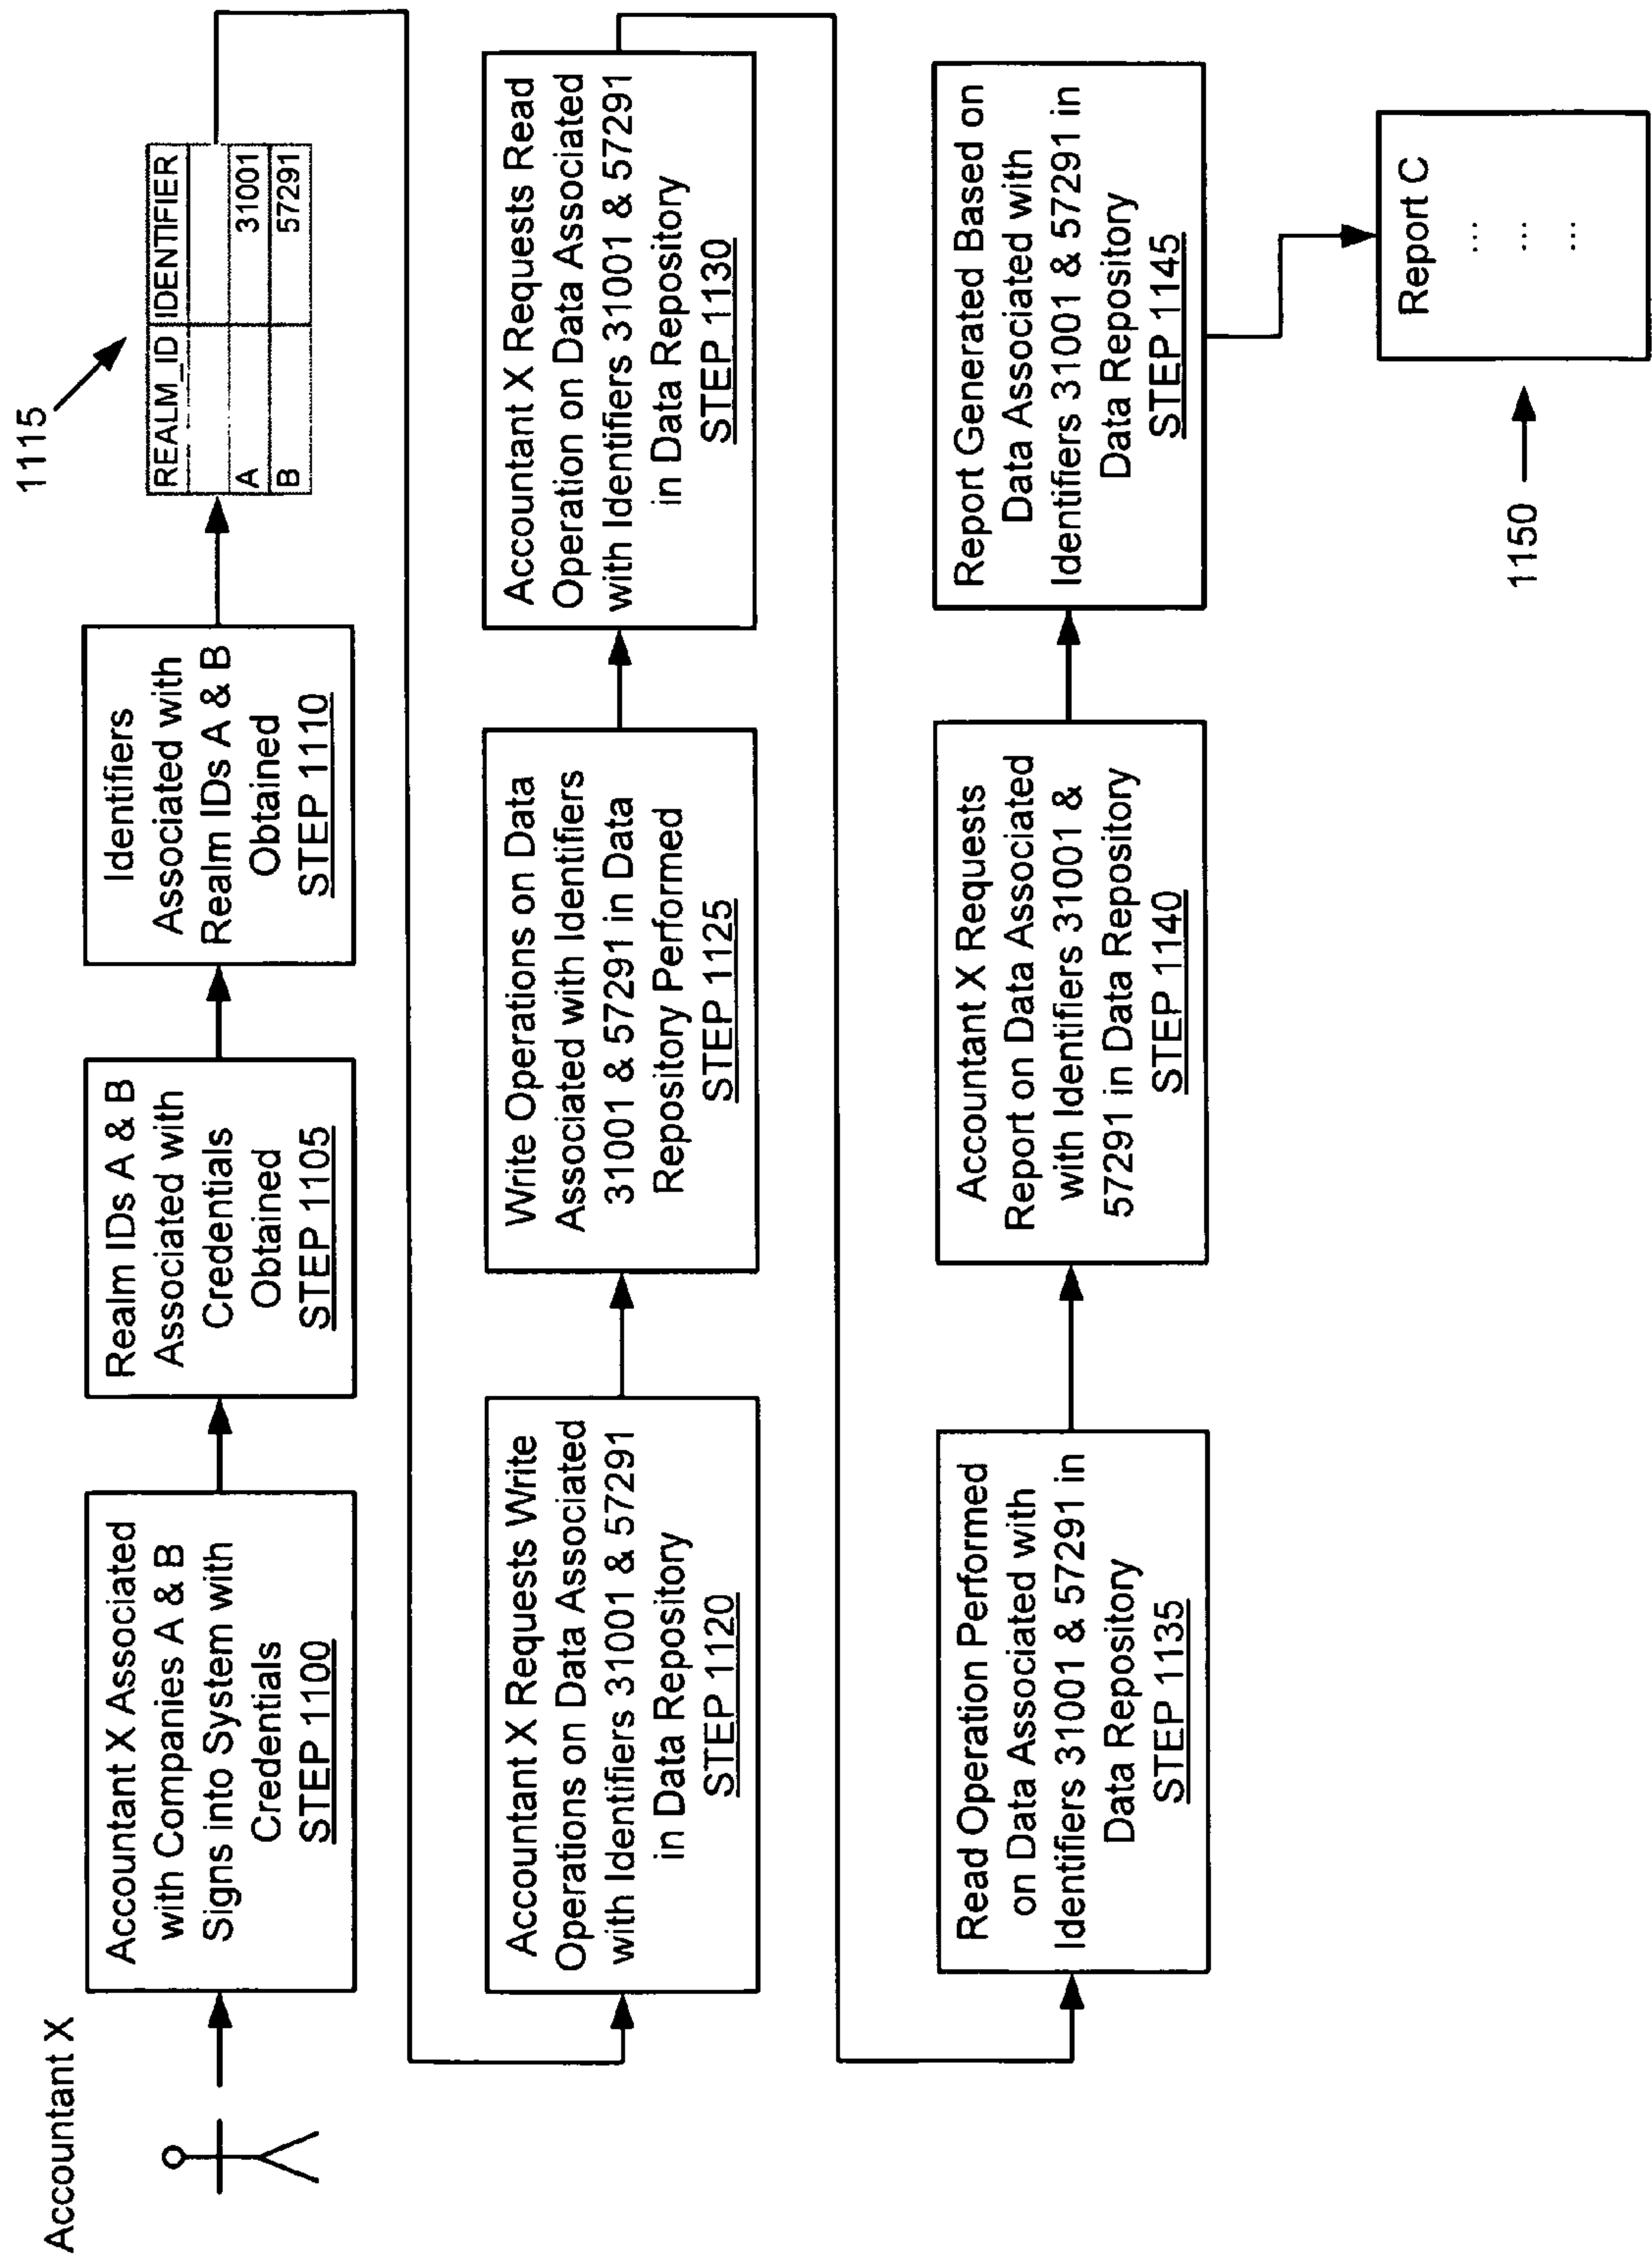 Accountant X
Accountant X Associated
with Companies A & B
Signs into System with
Credentials
STEP 1100
Realm IDs A & B
Associated with
Credentials
Obtained
STEP 1105
Identifiers
Associated with
Realm IDs A & B
Obtained
STEP 1110
1115
REALM_ID IDENTIFIER
A 31001
B 57291
Accountant X Requests Write
Operations on Data Associated
with Identifiers 31001 & 57291
in Data Repository
STEP 1120
Write Operations on Data
Associated with Identifiers
31001 & 57291 in Data
Repository Performed
STEP 1125
Accountant X Requests Read
Operation on Data Associated
with Identifiers 31001 & 57291
in Data Repository
STEP 1130
Read Operation Performed
on Data Associated with
Identifiers 31001 & 57291 in
Data Repository
STEP 1135
Accountant X Requests
Report on Data Associated
with Identifiers 31001 &
57291 in Data Repository
STEP 1140
Report Generated Based on
Data Associated with
Identifiers 31001 & 57291 in
Data Repository
STEP 1145
1150
Report C
...
...
...